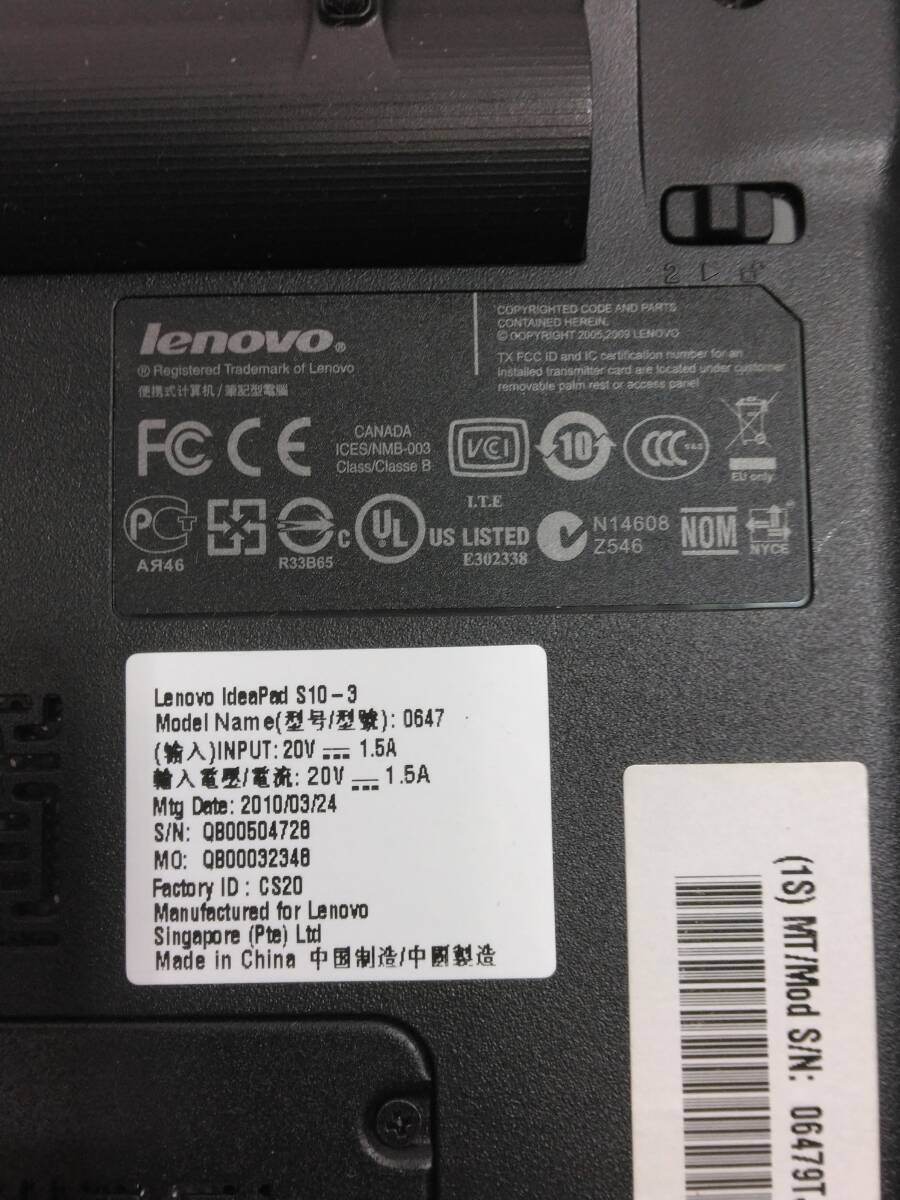 2 1
lenovo®
® Registered Trademark of Lenovo
便携式计算机/筆記型電腦
COPYRIGHTED CODE AND PARTS
CONTAINED HEREIN.
© COPYRIGHT 2005,2009 LENOVO
TX FCC ID and IC certification number for an
installed transmitter card are located under customer
removable palm rest or access panel
FC CE
CANADA
ICES/NMB-003
Class/Classe B
VCI
10
CCC S&E
EU only
PCT
АЯ46
R33B65
C UL US LISTED
I.T.E
E302338
N14608
Z546
NOM
NYCE
Lenovo IdeaPad S10-3
Model Name(型号/型號): 0647
(输入)INPUT: 20V 1.5A
輸入電壓/電流: 20V 1.5A
Mtg Date: 2010/03/24
S/N: QB00504728
MO: QB00032348
Factory ID : CS20
Manufactured for Lenovo
Singapore (Pte) Ltd
Made in China 中国制造/中國製造
(1S) MT/Mod S/N: 06479T